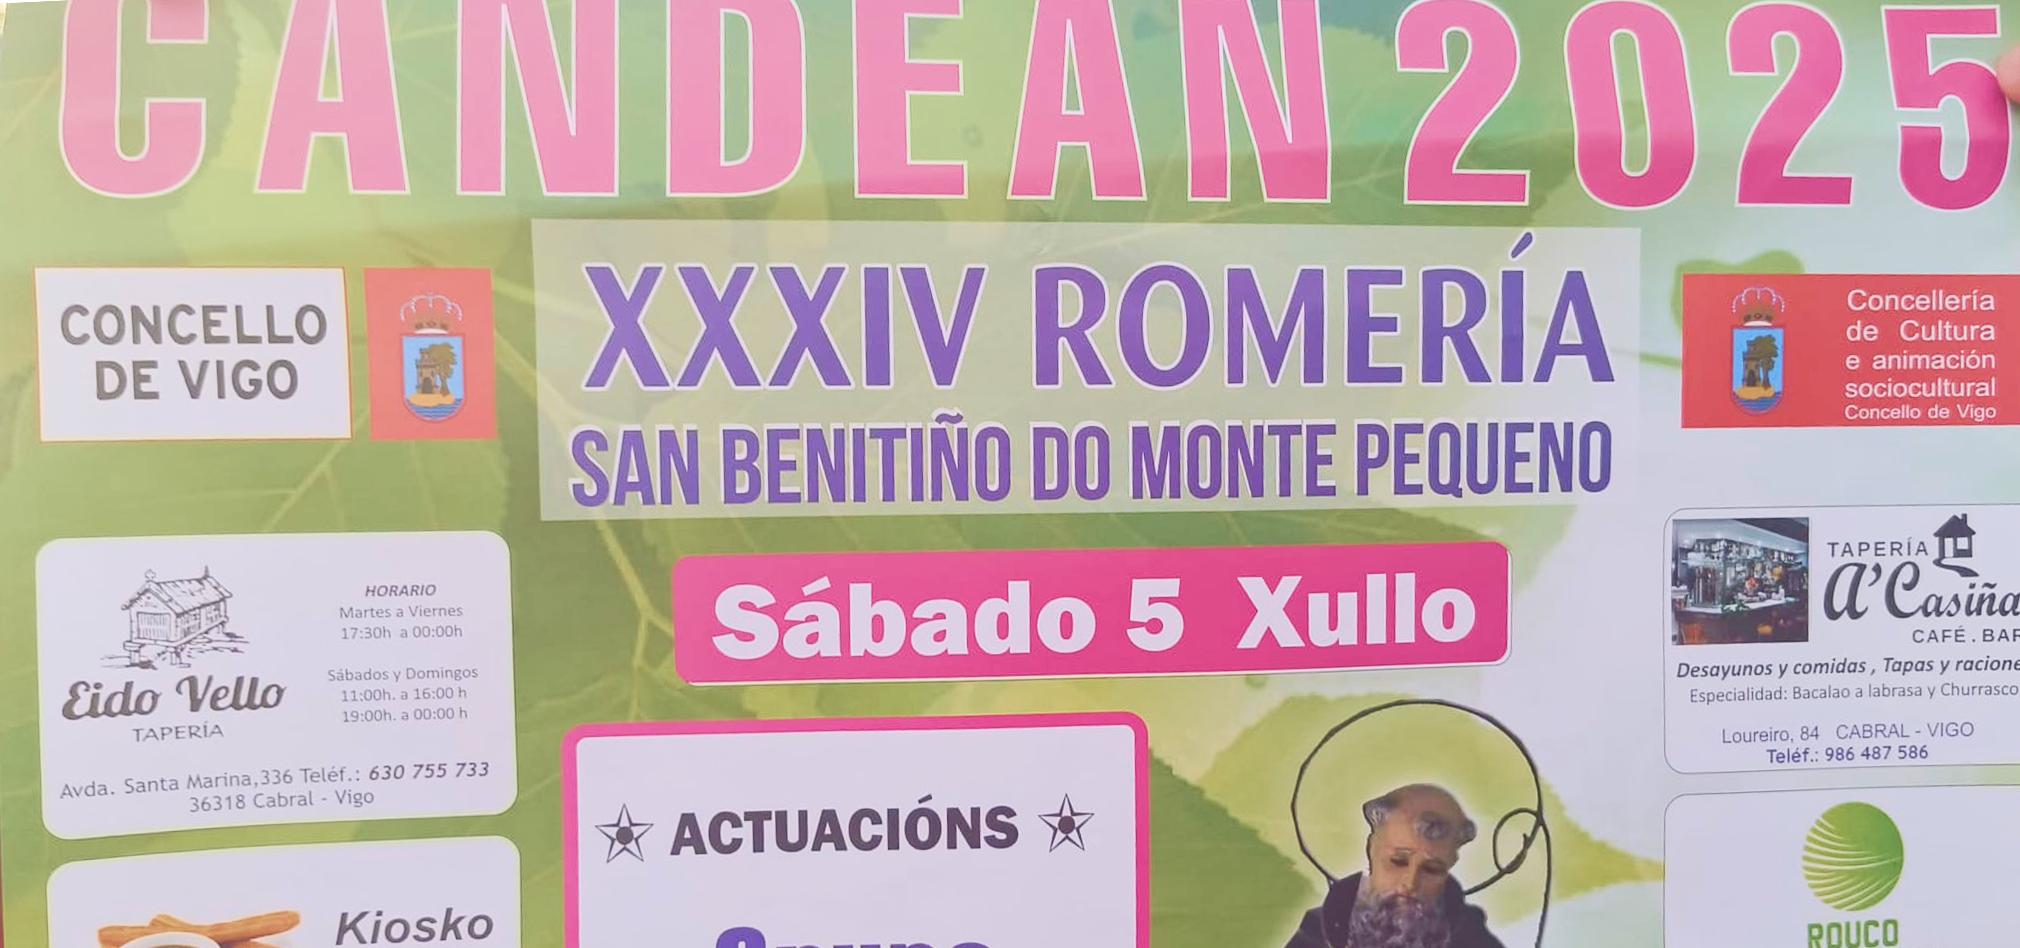 CANDEAN 2025
CONCELLO
DE VIGO
XXXIV ROMERÍA
SAN BENITIÑO DO MONTE PEQUENO
Concellería
de Cultura
e animación
sociocultural
Concello de Vigo
Sábado 5 Xullo
Eido Vello
TAPERÍA
HORARIO
Martes a Viernes
17:30h a 00:00h
Sábados y Domingos
11:00h. a 16:00 h
19:00h. a 00:00 h
Avda. Santa Marina,336 Teléf.: 630 755 733
36318 Cabral - Vigo
Kiosko
ACTUACIÓNS
TAPERÍA
A'Casiña
CAFÉ.BAR
Desayunos y comidas , Tapas y racione
Especialidad: Bacalao a labrasa y Churrasco
Loureiro, 84 CABRAL - VIGO
Teléf.: 986 487 586
ROUCO